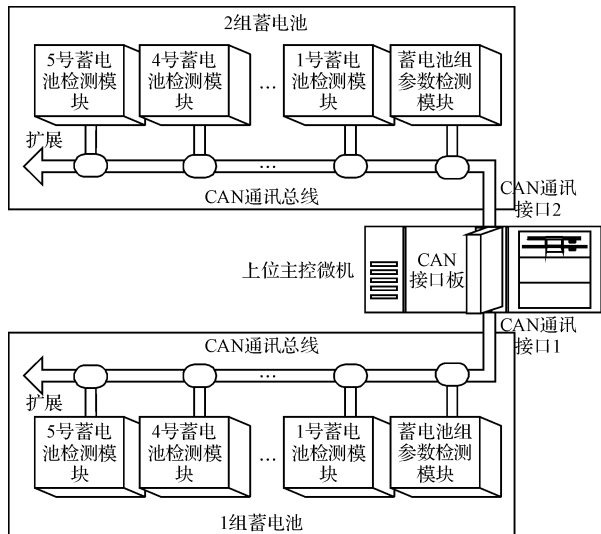 2组蓄电池
5号蓄电
池检测模
块
4号蓄电
池检测模
块
...
1号蓄电
池检测模
块
蓄电池组
参数检测
模块
扩展
...
CAN通讯总线
CAN通讯
接口2
上位主控微机
CAN
接口板
CAN通讯
接口1
CAN通讯总线
...
扩展
5号蓄电
池检测模
块
4号蓄电
池检测模
块
...
1号蓄电
池检测模
块
蓄电池组
参数检测
模块
1组蓄电池